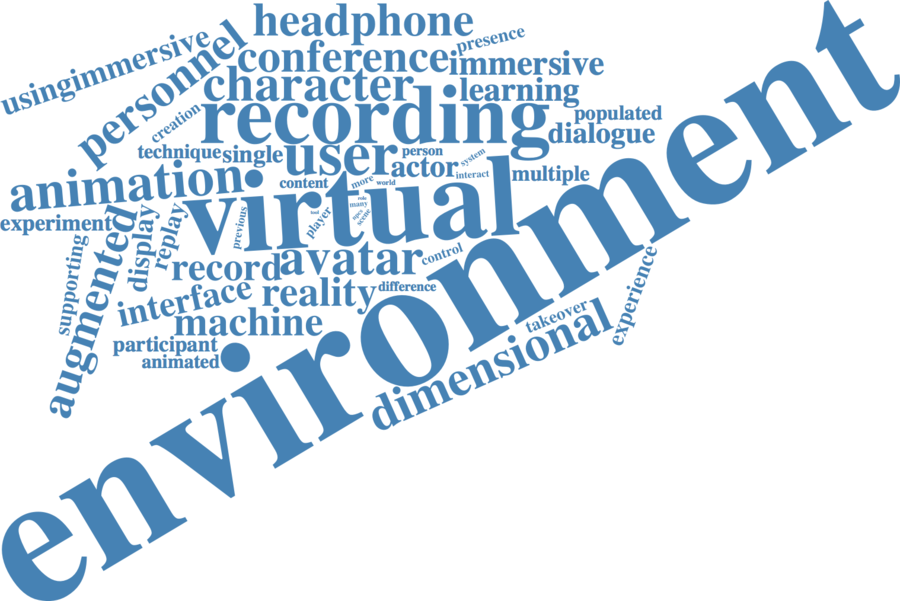 headphone
presence
usingimmersive
personnel
conference
immersive
character
learning
creation
recording
populated
dialogue
technique
single
user
person
actor
system
interact
multiple
animation
content
more
world
virtual
environment
experiment
augmented
display
replay
previous
player
many
scene
supporting
record
avatar
control
interface
reality
difference
machine
experience
takeover
participant
animated
dimensional